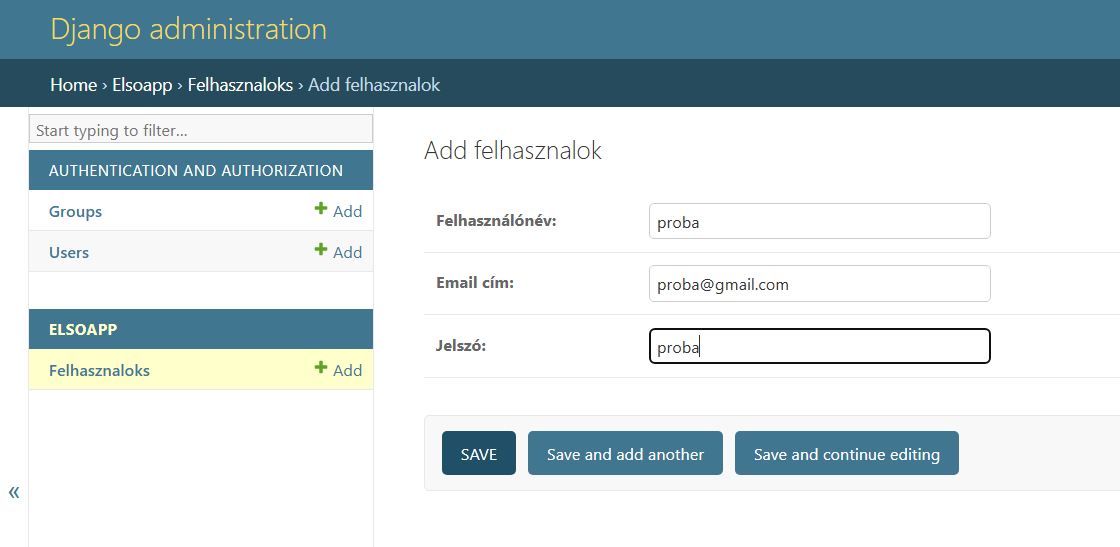 Django administration
Home › Elsoapp › Felhasznaloks › Add felhasznalok
Start typing to filter...
AUTHENTICATION AND AUTHORIZATION
Groups + Add
Users + Add
ELSOAPP
Felhasznaloks + Add
«
Add felhasznalok
Felhasználónév: proba
Email cím: proba@gmail.com
Jelszó: proba
SAVE Save and add another Save and continue editing